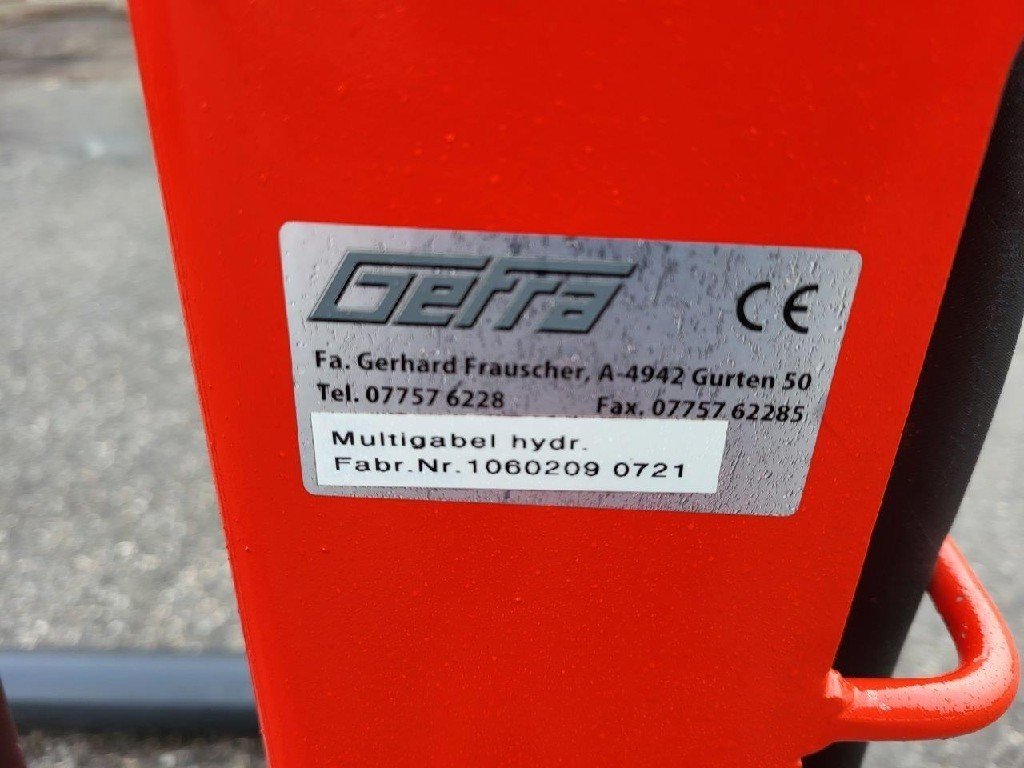 Gefra CE
Fa. Gerhard Frauscher, A-4942 Gurten 50
Tel. 07757 6228 Fax. 07757 62285
Multigabel hydr.
Fabr.Nr.1060209 0721